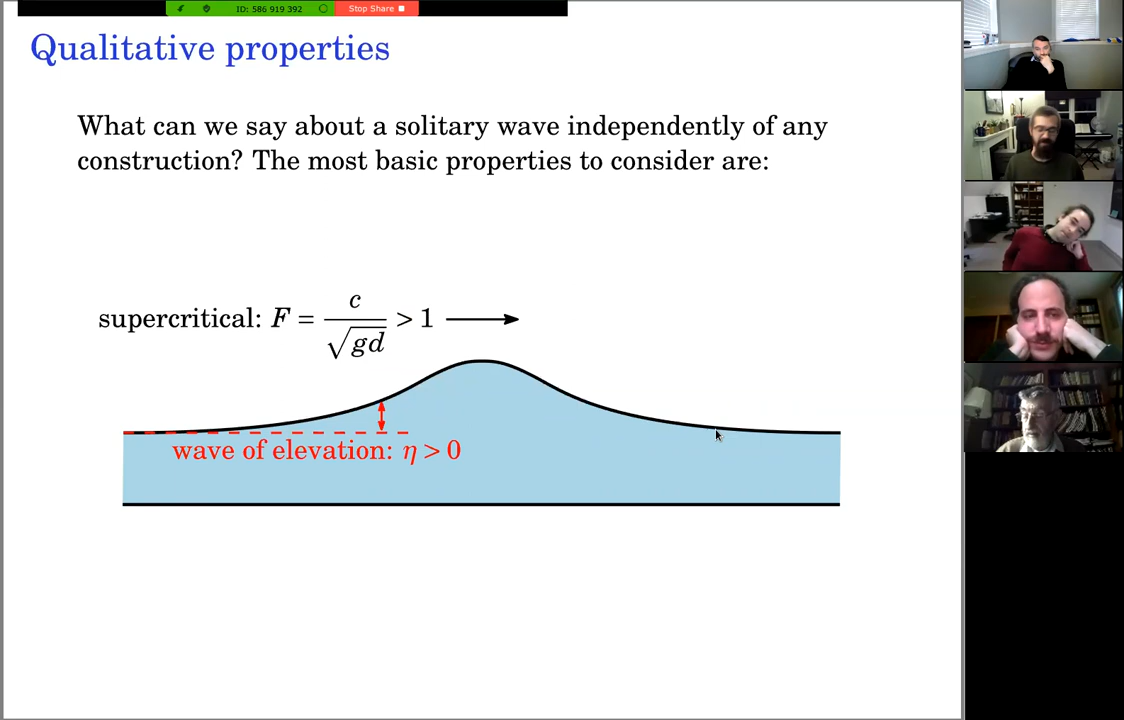 ID: 586 919 392
Stop Share
Qualitative properties
What can we say about a solitary wave independently of any
construction? The most basic properties to consider are:
supercritical: F = c / √gd > 1
wave of elevation: η > 0